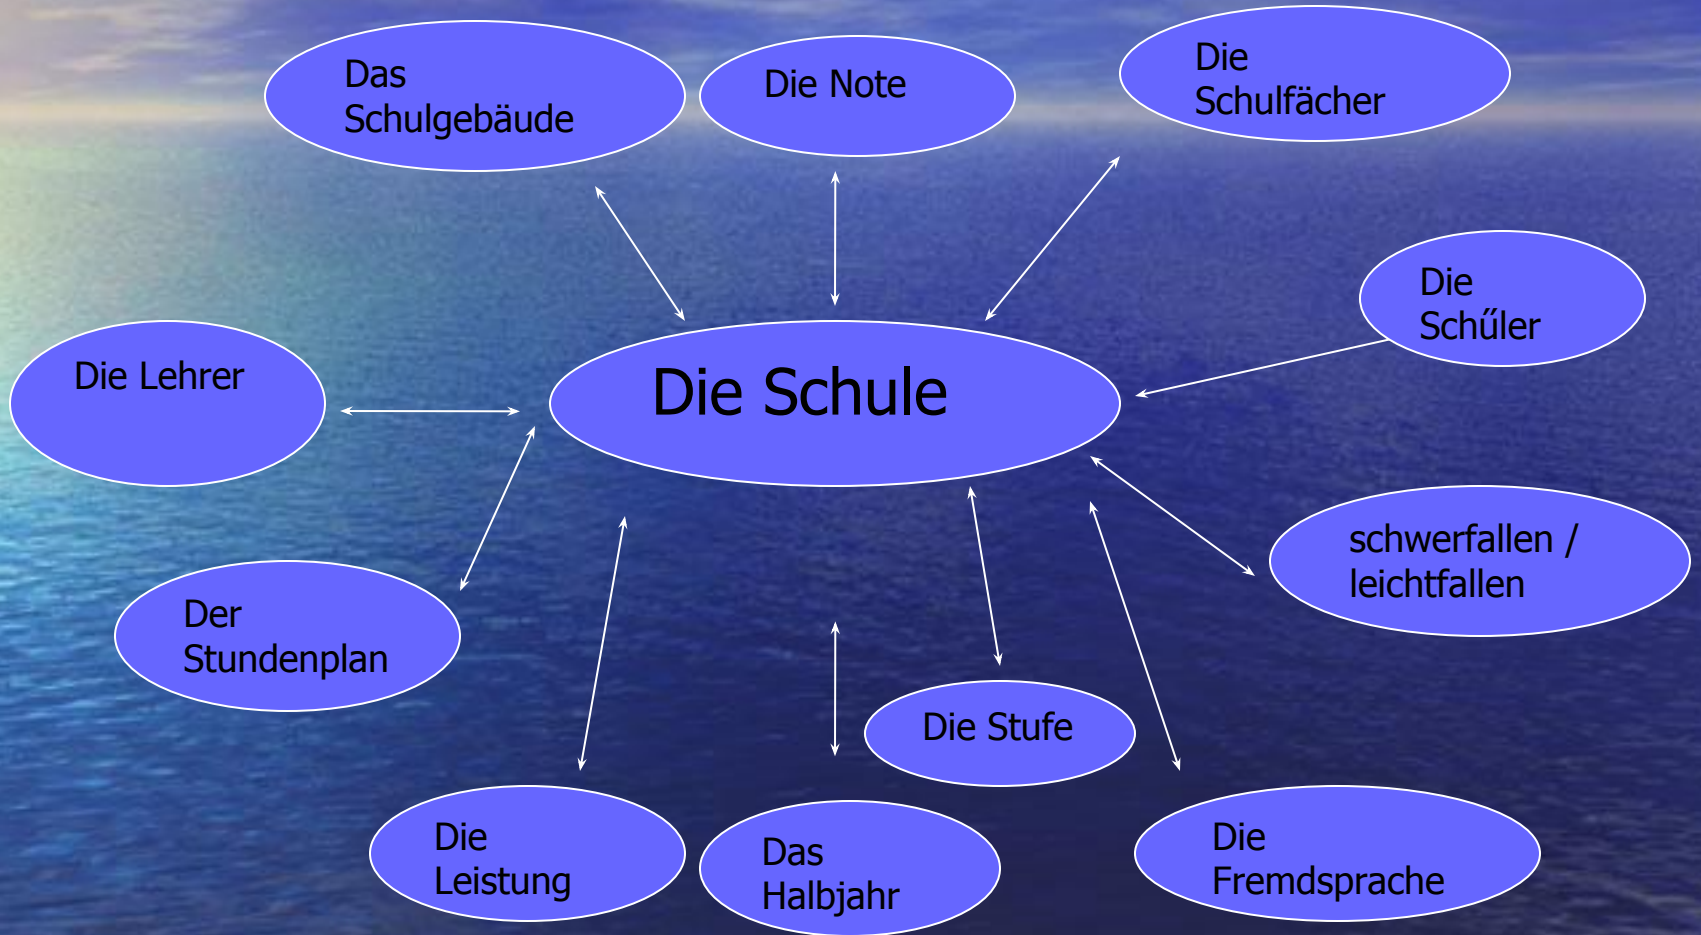 Das
Schulgebäude
Die Note
Die
Schulfächer
Die
Schűler
Die Lehrer
Die Schule
schwerfallen /
leichtfallen
Der
Stundenplan
Die Stufe
Die
Leistung
Das
Halbjahr
Die
Fremdsprache